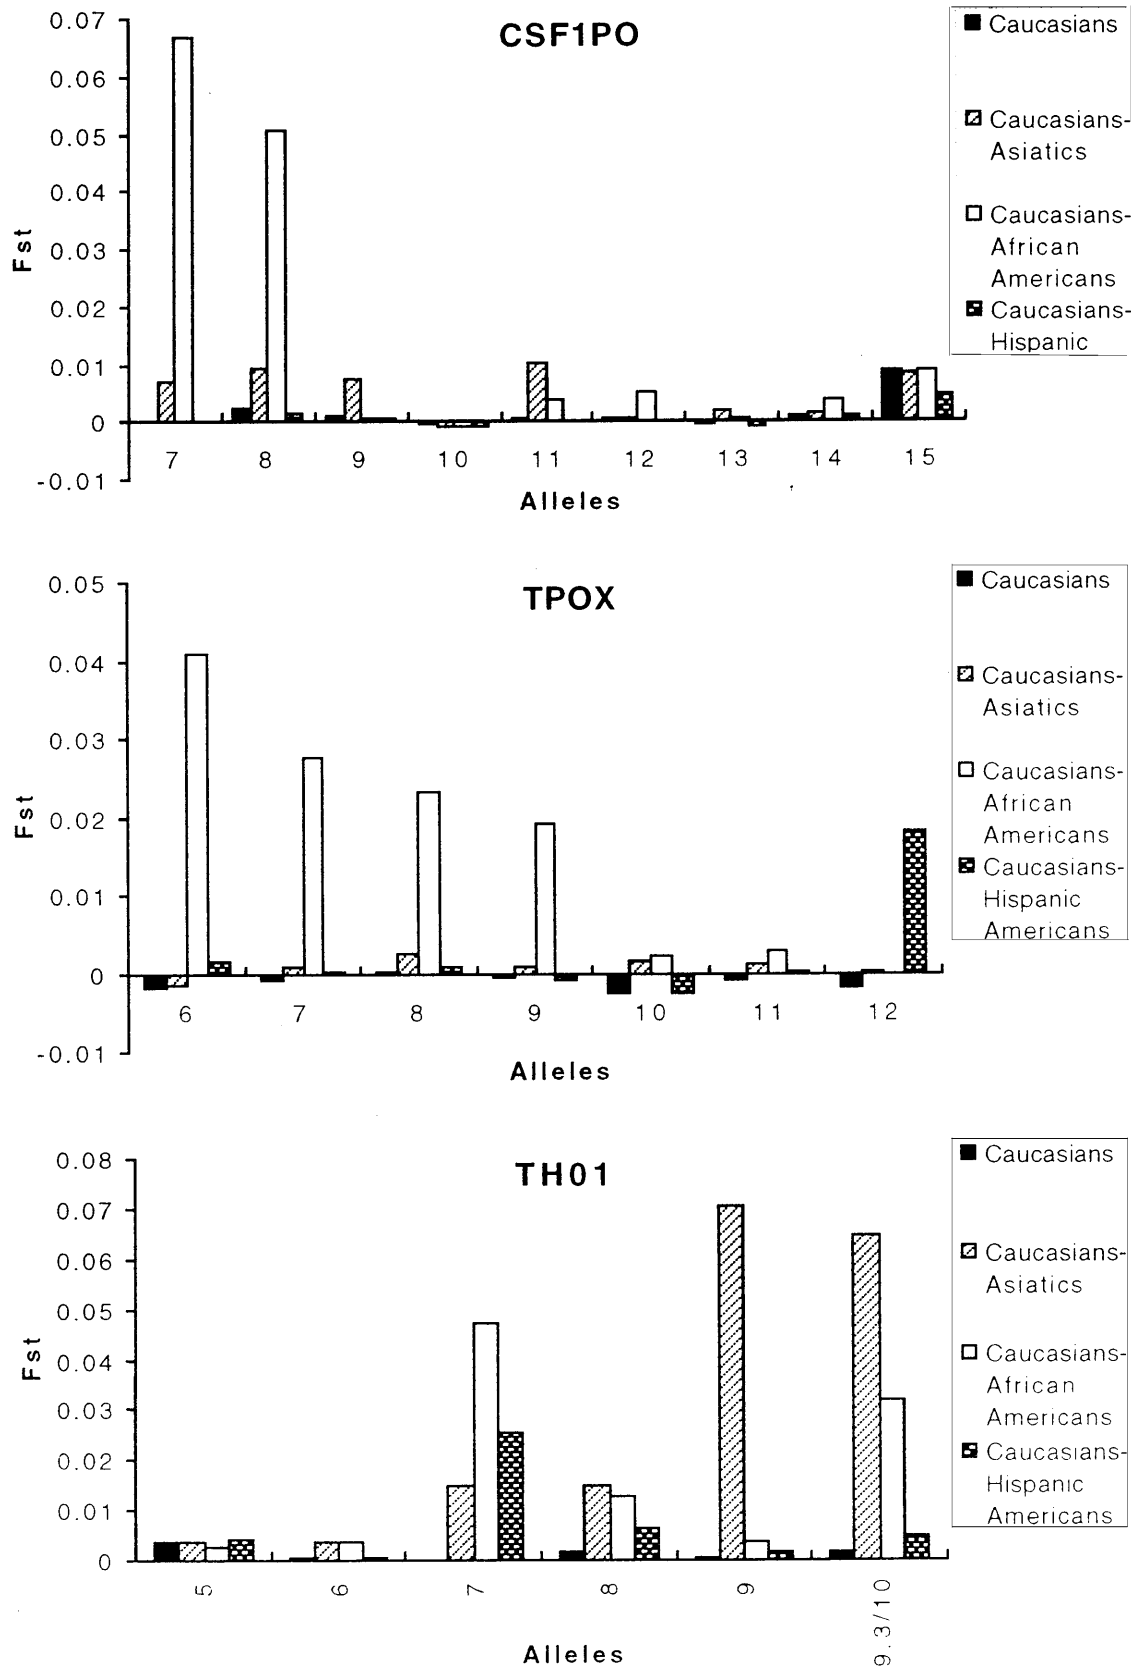 CSF1PO
0.07
0.06
0.05
0.04
0.03
0.02
0.01
0
-0.01
Fst
7 8 9 10 11 12 13 14 15
Alleles
Caucasians
Caucasians-
Asiatics
Caucasians-
African
Americans
Caucasians-
Hispanic
TPOX
0.05
0.04
0.03
0.02
0.01
0
-0.01
Fst
6 7 8 9 10 11 12
Alleles
Caucasians
Caucasians-
Asiatics
Caucasians-
African
Americans
Caucasians-
Hispanic
Americans
TH01
0.08
0.07
0.06
0.05
0.04
0.03
0.02
0.01
0
Fst
5 6 7 8 9 9.3/10
Alleles
Caucasians
Caucasians-
Asiatics
Caucasians-
African
Americans
Caucasians-
Hispanic
Americans